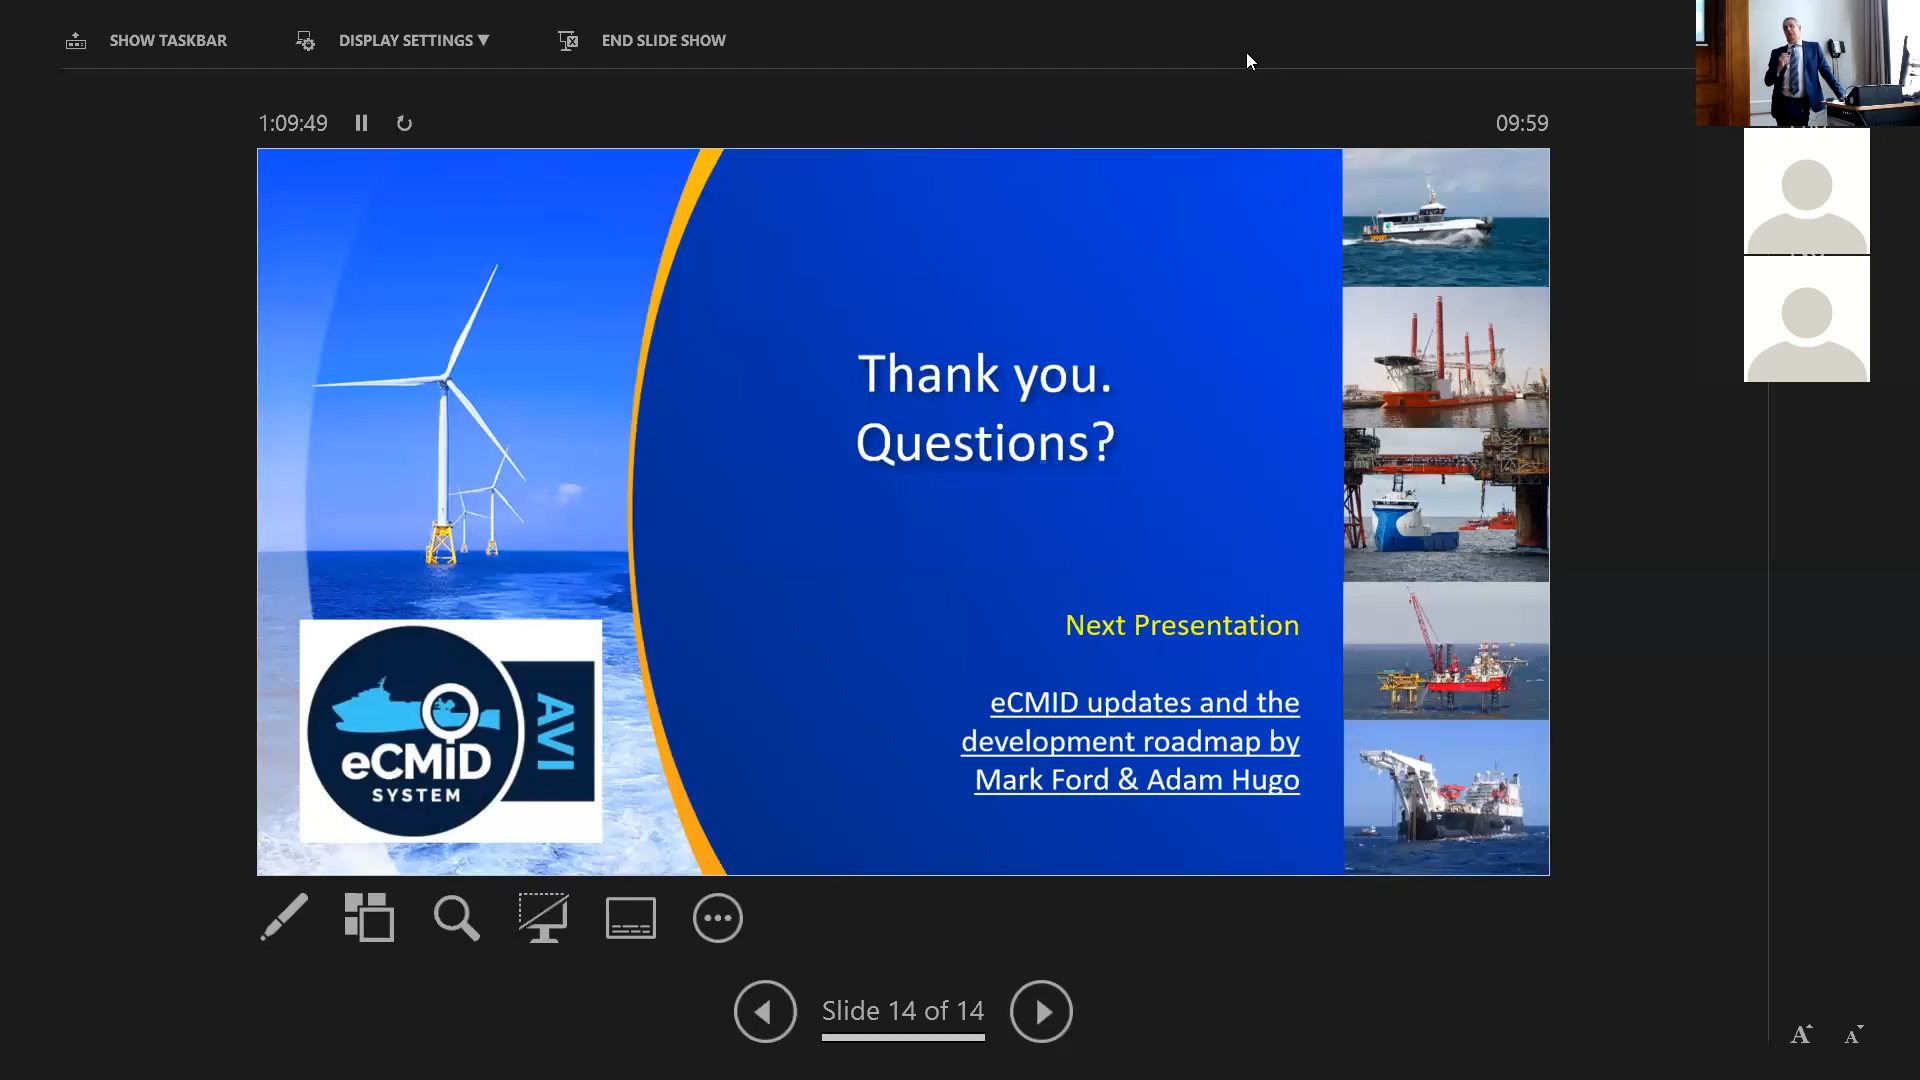 SHOW TASKBAR
DISPLAY SETTINGS ▼
END SLIDE SHOW
1:09:49
09:59
Thank you.
Questions?
Next Presentation
eCMID updates and the
development roadmap by
Mark Ford & Adam Hugo
eCMiD
SYSTEM
AVI
Slide 14 of 14
A
A